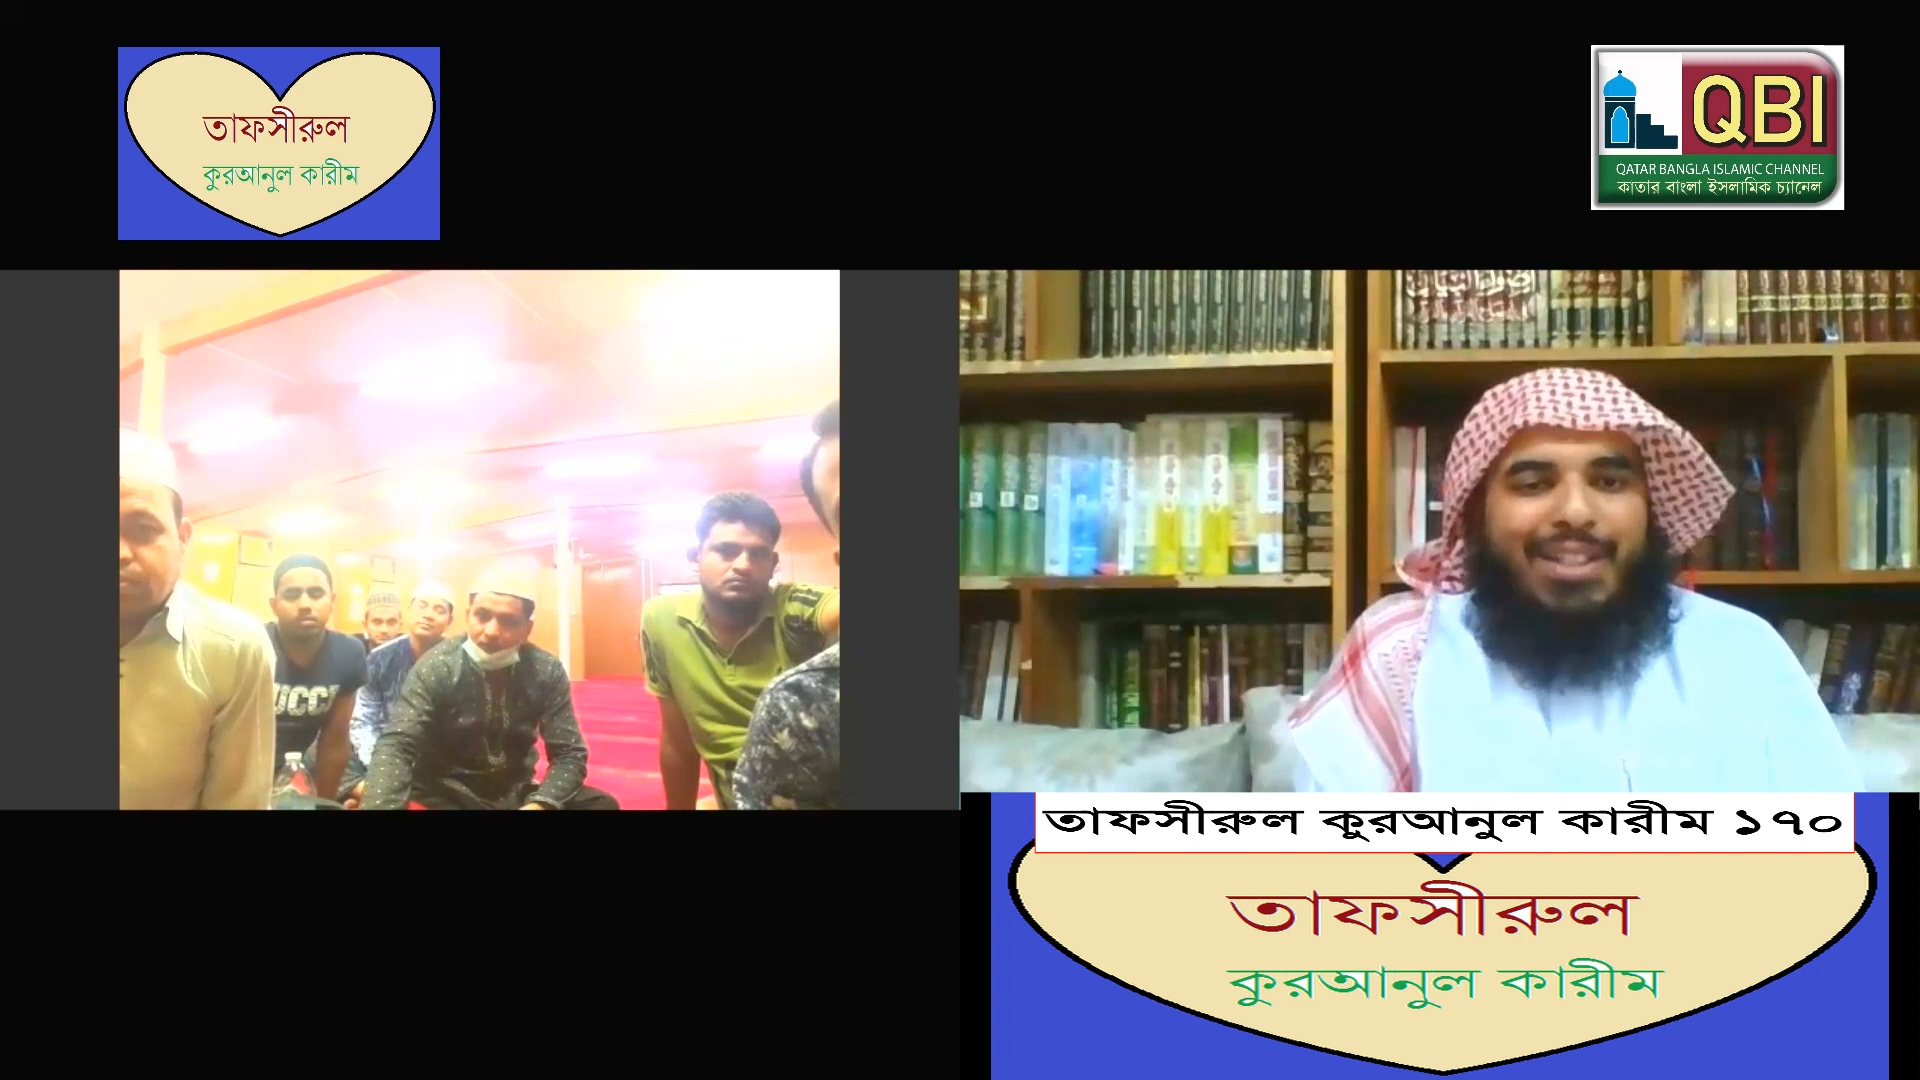 তাফসীরুল
কুরআনুল কারীম
QBI
QATAR BANGLA ISLAMIC CHANNEL
কাতার বাংলা ইসলামিক চ্যানেল
তাফসীরুল কুরআনুল কারীম ১৭০
তাফসীরুল
কুরআনুল কারীম